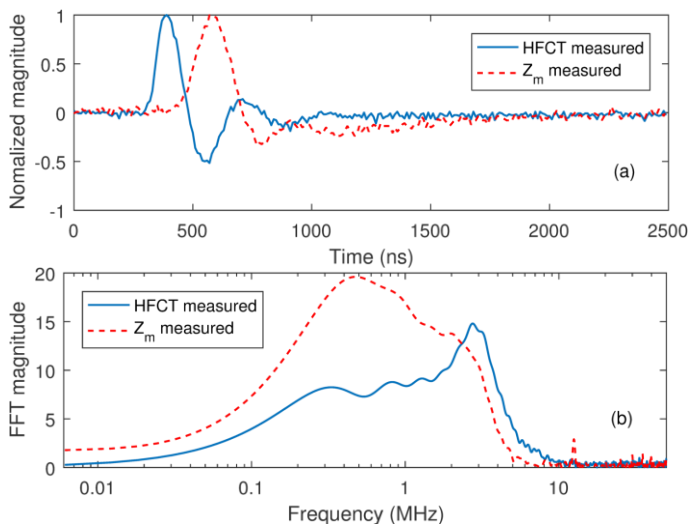 1
0.5
0
-0.5
-1
Nomalized magnitude
HFCT measured
Zm measured
(a)
0 500 1000 1500 2000 2500
Time (ns)
20
15
10
5
0
FFT magnitude
HFCT measured
Zm measured
(b)
0.01 0.1 1 10
Frequency (MHz)